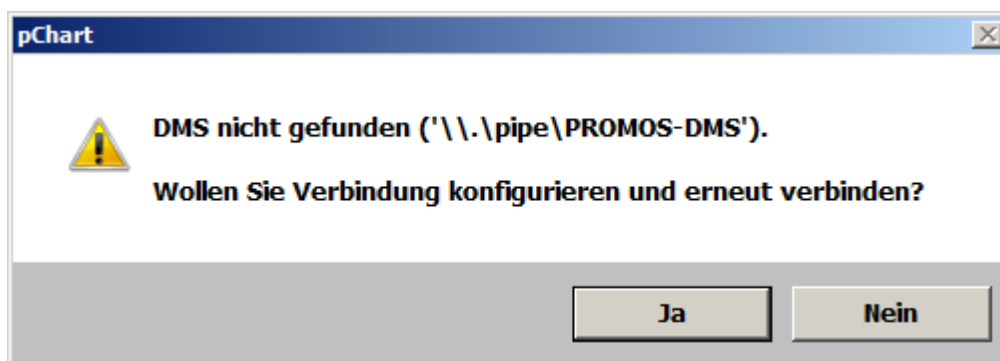 pChart
DMS nicht gefunden ('\\.\pipe\PROMOS-DMS').
Wollen Sie Verbindung konfigurieren und erneut verbinden?
Ja
Nein